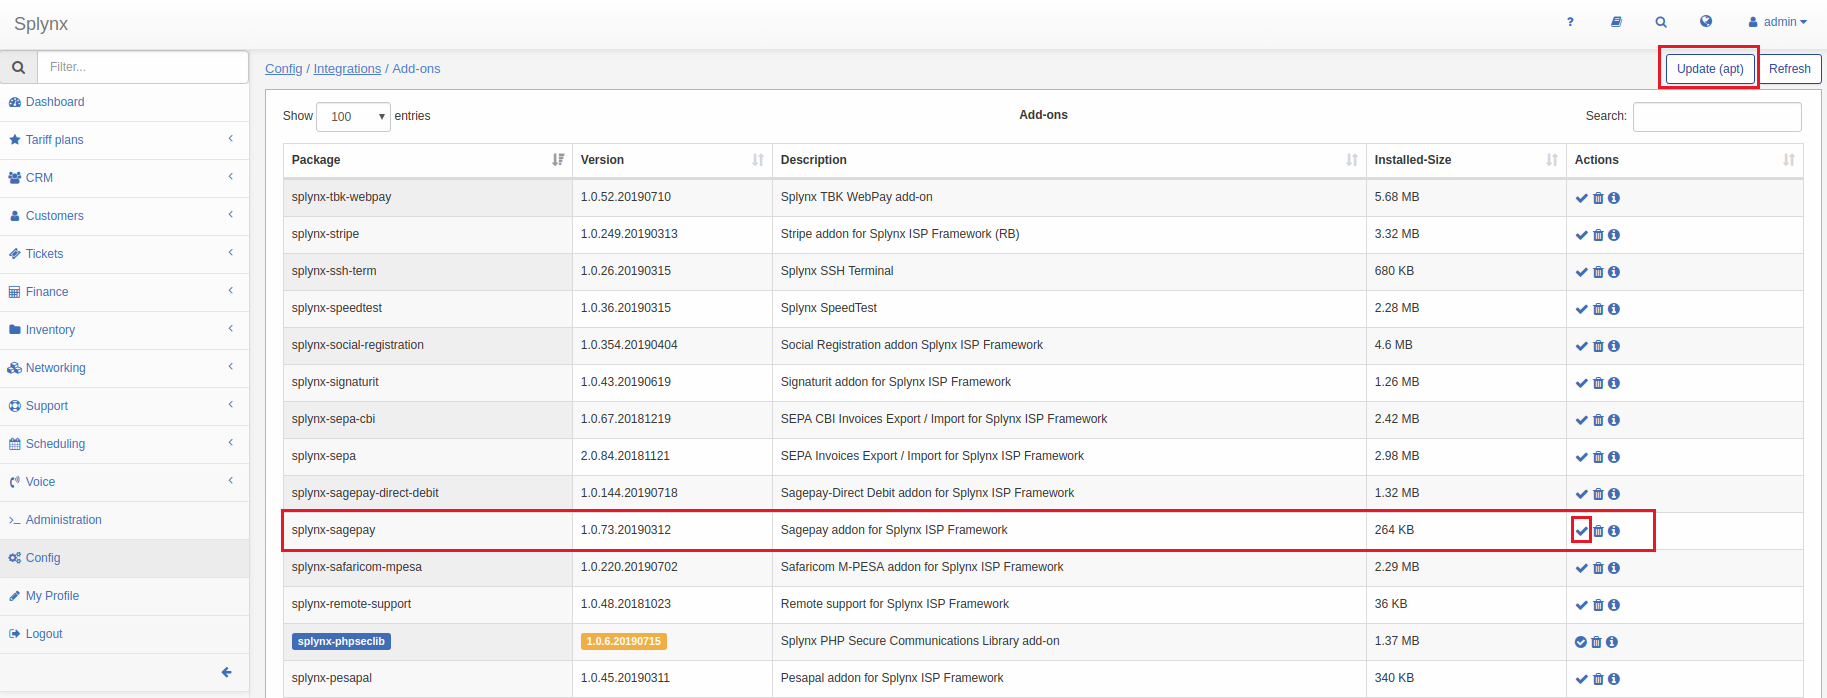 Splynx
? admin
Filter...
Config / Integrations / Add-ons
Update (apt) Refresh
Dashboard
Tariff plans
CRM
Customers
Tickets
Finance
Inventory
Networking
Support
Scheduling
Voice
Administration
Config
My Profile
Logout
Show 100 entries
Add-ons
Search:
Package Version Description Installed-Size Actions
splynx-tbk-webpay 1.0.52.20190710 Splynx TBK WebPay add-on 5.68 MB
splynx-stripe 1.0.249.20190313 Stripe addon for Splynx ISP Framework (RB) 3.32 MB
splynx-ssh-term 1.0.26.20190315 Splynx SSH Terminal 680 KB
splynx-speedtest 1.0.36.20190315 Splynx SpeedTest 2.28 MB
splynx-social-registration 1.0.354.20190404 Social Registration addon Splynx ISP Framework 4.6 MB
splynx-signaturit 1.0.43.20190619 Signaturit addon for Splynx ISP Framework 1.26 MB
splynx-sepa-cbi 1.0.67.20181219 SEPA CBI Invoices Export / Import for Splynx ISP Framework 2.42 MB
splynx-sepa 2.0.84.20181121 SEPA Invoices Export / Import for Splynx ISP Framework 2.98 MB
splynx-sagepay-direct-debit 1.0.144.20190718 Sagepay-Direct Debit addon for Splynx ISP Framework 1.32 MB
splynx-sagepay 1.0.73.20190312 Sagepay addon for Splynx ISP Framework 264 KB
splynx-safaricom-mpesa 1.0.220.20190702 Safaricom M-PESA addon for Splynx ISP Framework 2.29 MB
splynx-remote-support 1.0.48.20181023 Remote support for Splynx ISP Framework 36 KB
splynx-phpseclib 1.0.6.20190715 Splynx PHP Secure Communications Library add-on 1.37 MB
splynx-pesapal 1.0.45.20190311 Pesapal addon for Splynx ISP Framework 340 KB